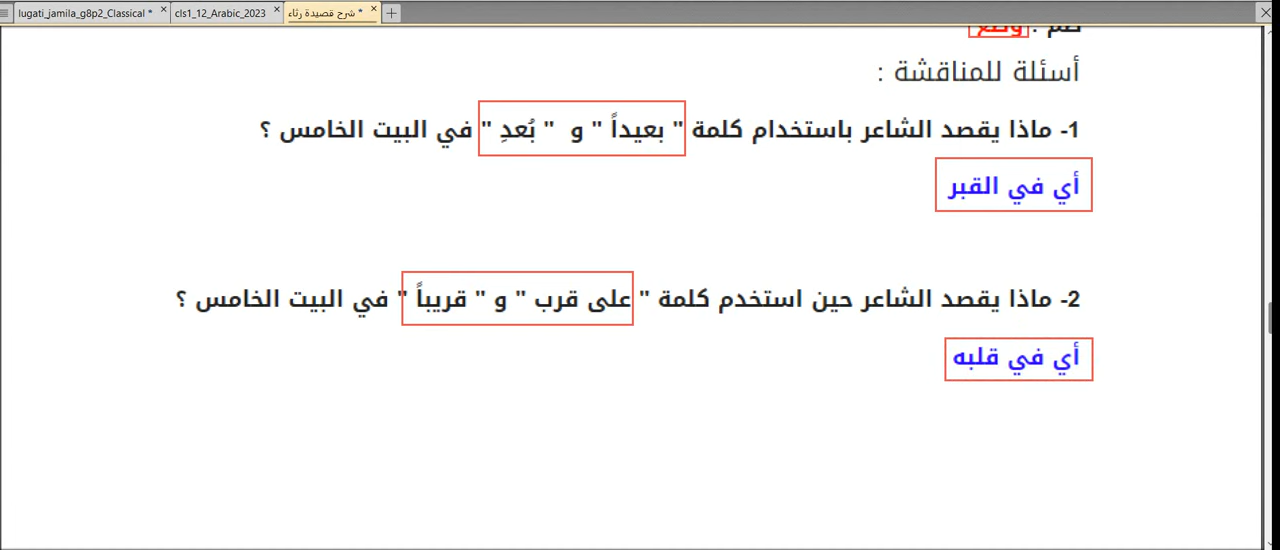 lugati_jamila_g8p2_Classical * × cls1_12_Arabic_2023 × شرح قصيدة رثاء * × +
أسئلة للمناقشة :
1- ماذا يقصد الشاعر باستخدام كلمة " بعيداً " و " بُعدِ " في البيت الخامس ؟
أي في القبر
2- ماذا يقصد الشاعر حين استخدم كلمة " على قرب " و " قريباً " في البيت الخامس ؟
أي في قلبه